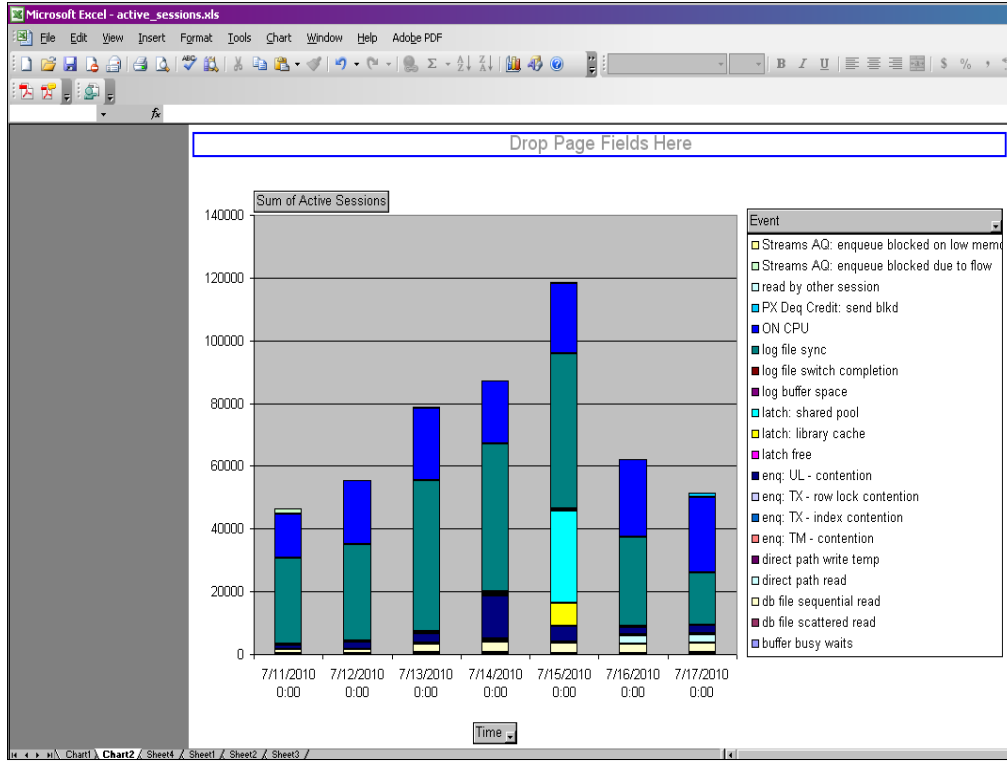 Microsoft Excel - active_sessions.xls
File Edit View Insert Format Tools Chart Window Help Adobe PDF
B I U $ % ,
fx
Drop Page Fields Here
Sum of Active Sessions
140000
120000
100000
80000
60000
40000
20000
0
7/11/2010 7/12/2010 7/13/2010 7/14/2010 7/15/2010 7/16/2010 7/17/2010
0:00 0:00 0:00 0:00 0:00 0:00 0:00
Time
Event
Streams AQ: enqueue blocked on low memo
Streams AQ: enqueue blocked due to flow
read by other session
PX Deq Credit: send blkd
ON CPU
log file sync
log file switch completion
log buffer space
latch: shared pool
latch: library cache
latch free
enq: UL - contention
enq: TX - row lock contention
enq: TX - index contention
enq: TM - contention
direct path write temp
direct path read
db file sequential read
db file scattered read
buffer busy waits
Chart1 Chart2 Sheet4 Sheet1 Sheet2 Sheet3